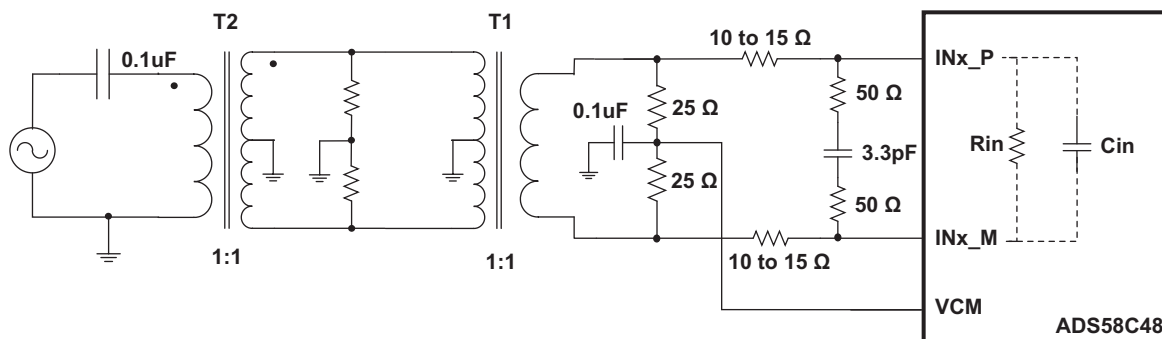 T2
T1
0.1uF
10 to 15 Ω
INx_P
50 Ω
0.1uF
25 Ω
3.3pF
Rin
Cin
25 Ω
50 Ω
INx_M
1:1
1:1
10 to 15 Ω
VCM
ADS58C48